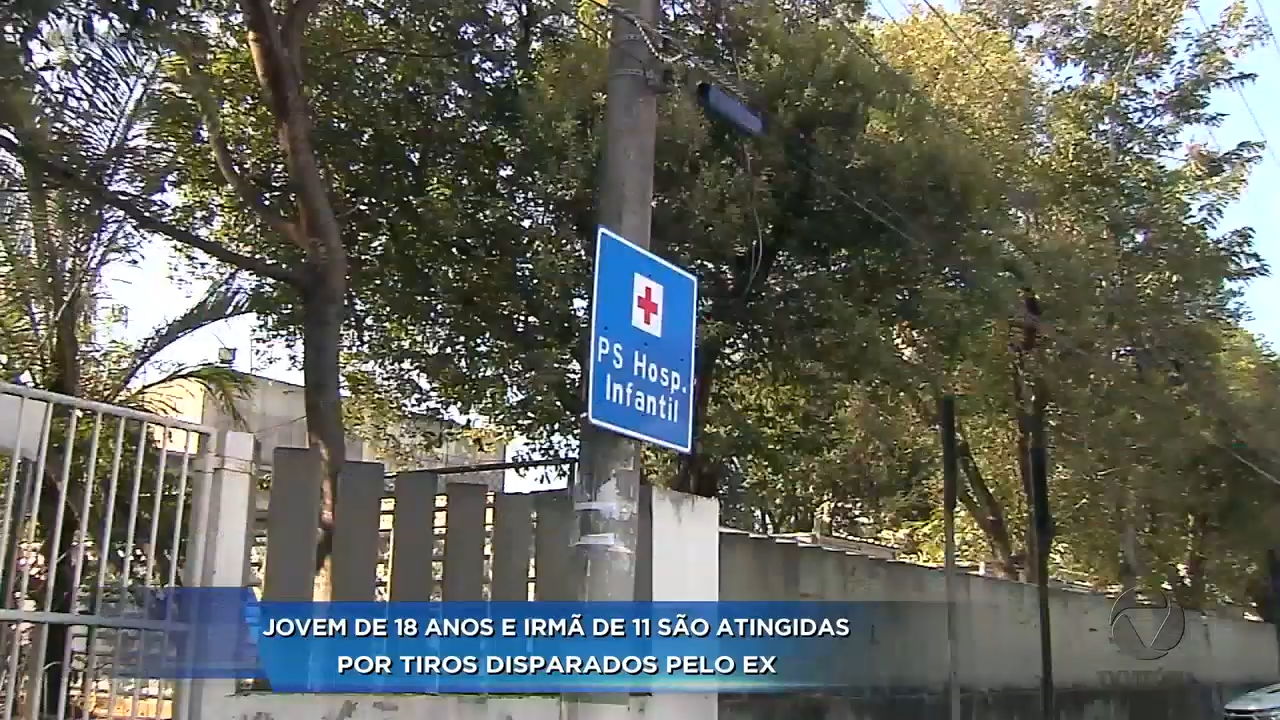 PS Hosp.
Infantil
JOVEM DE 18 ANOS E IRMÃ DE 11 SÃO ATINGIDAS
POR TIROS DISPARADOS PELO EX